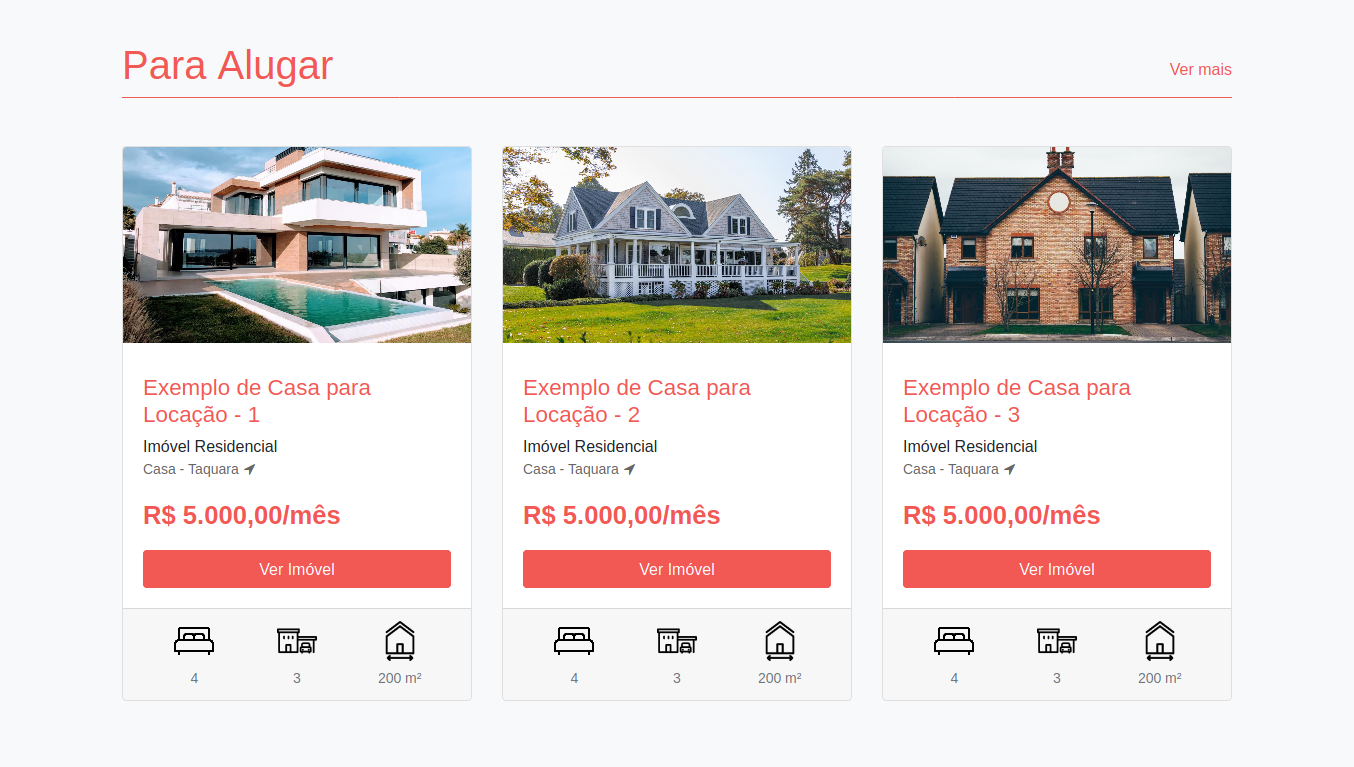 Para Alugar
Ver mais
Exemplo de Casa para
Locação - 1
Imóvel Residencial
Casa - Taquara
R$ 5.000,00/mês
Ver Imóvel
4
3
200 m²
Exemplo de Casa para
Locação - 2
Imóvel Residencial
Casa - Taquara
R$ 5.000,00/mês
Ver Imóvel
4
3
200 m²
Exemplo de Casa para
Locação - 3
Imóvel Residencial
Casa - Taquara
R$ 5.000,00/mês
Ver Imóvel
4
3
200 m²